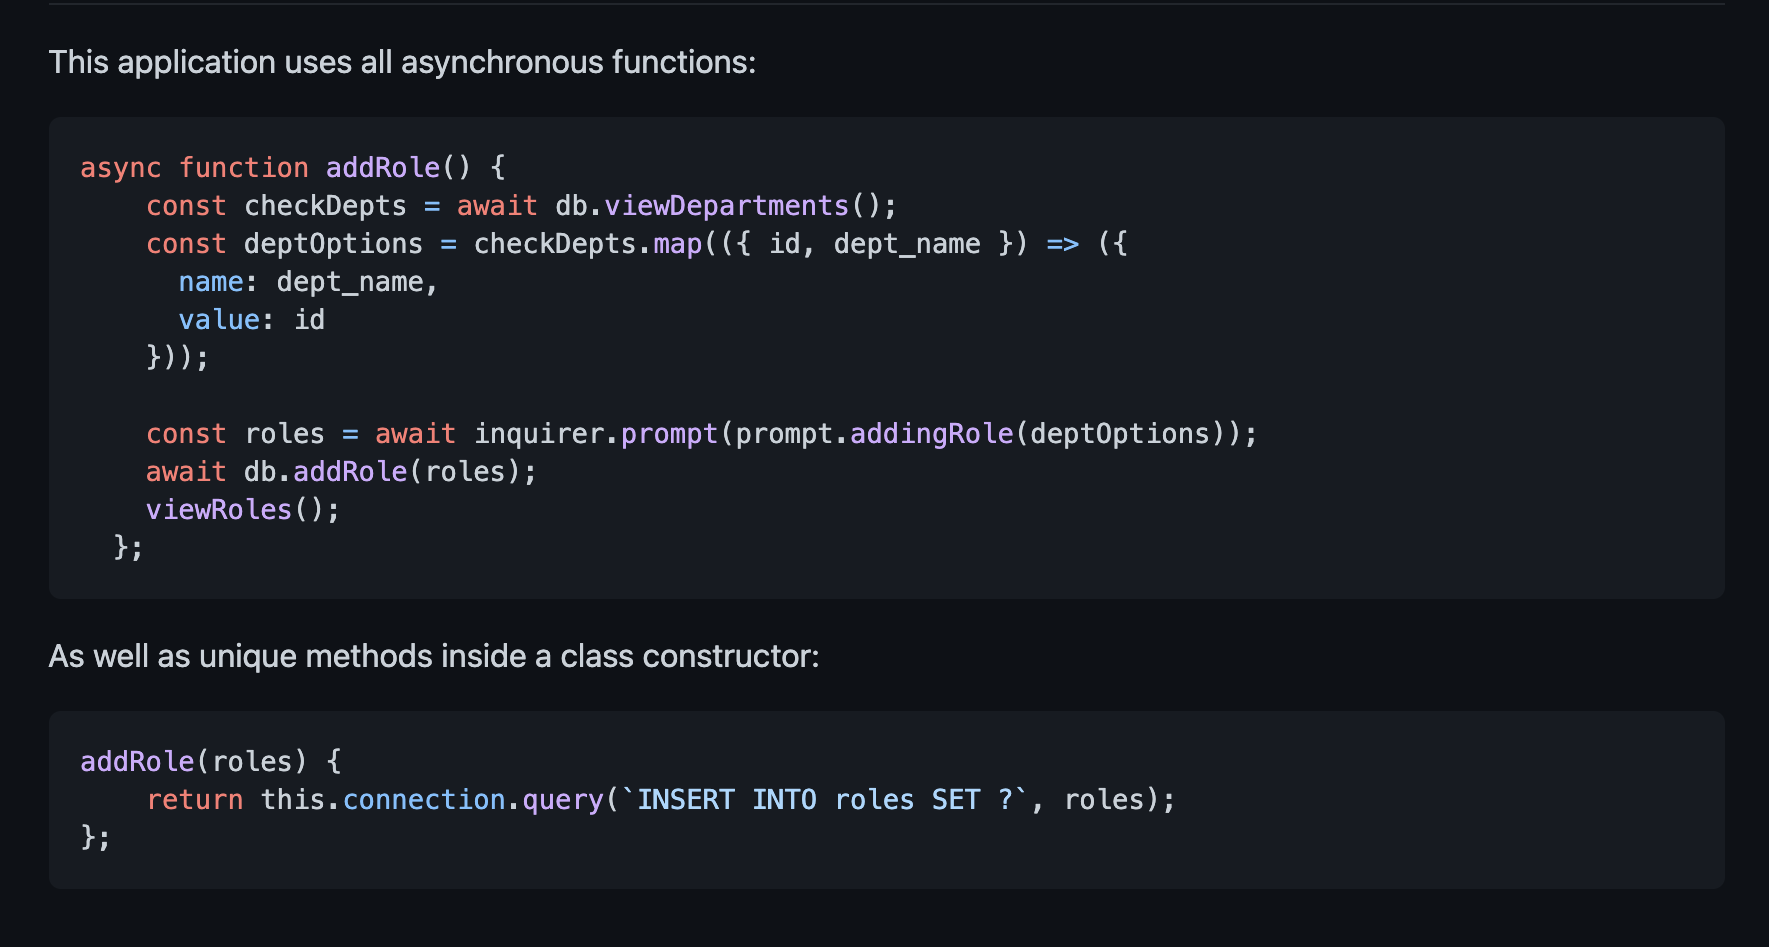 This application uses all asynchronous functions:
async function addRole() {
    const checkDepts = await db.viewDepartments();
    const deptOptions = checkDepts.map(({ id, dept_name }) => ({
      name: dept_name,
      value: id
    }));
    const roles = await inquirer.prompt(prompt.addingRole(deptOptions));
    await db.addRole(roles);
    viewRoles();
  };
As well as unique methods inside a class constructor:
addRole(roles) {
    return this.connection.query(`INSERT INTO roles SET ?`, roles);
};